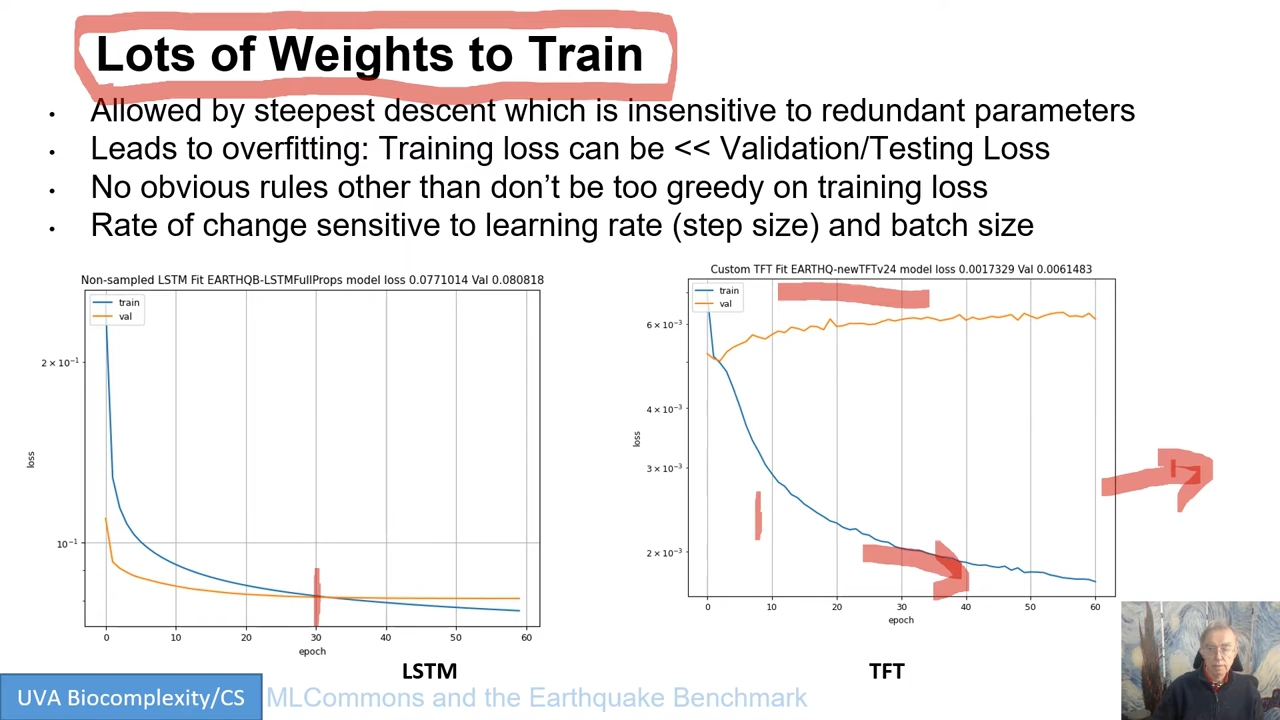 Lots of Weights to Train
• Allowed by steepest descent which is insensitive to redundant parameters
• Leads to overfitting: Training loss can be << Validation/Testing Loss
• No obvious rules other than don't be too greedy on training loss
• Rate of change sensitive to learning rate (step size) and batch size
Non-sampled LSTM Fit EARTHQB-LSTMFullProps model loss 0.0771014 Val 0.080818
train
val
2 × 10⁻¹
10⁻¹
loss
0 10 20 30 40 50 60
epoch
LSTM
Custom TFT Fit EARTHQ-newTFTv24 model loss 0.0017329 Val 0.0061483
train
val
6 × 10⁻³
4 × 10⁻³
3 × 10⁻³
2 × 10⁻³
loss
0 10 20 30 40 50 60
epoch
TFT
UVA Biocomplexity/CS
MLCommons and the Earthquake Benchmark